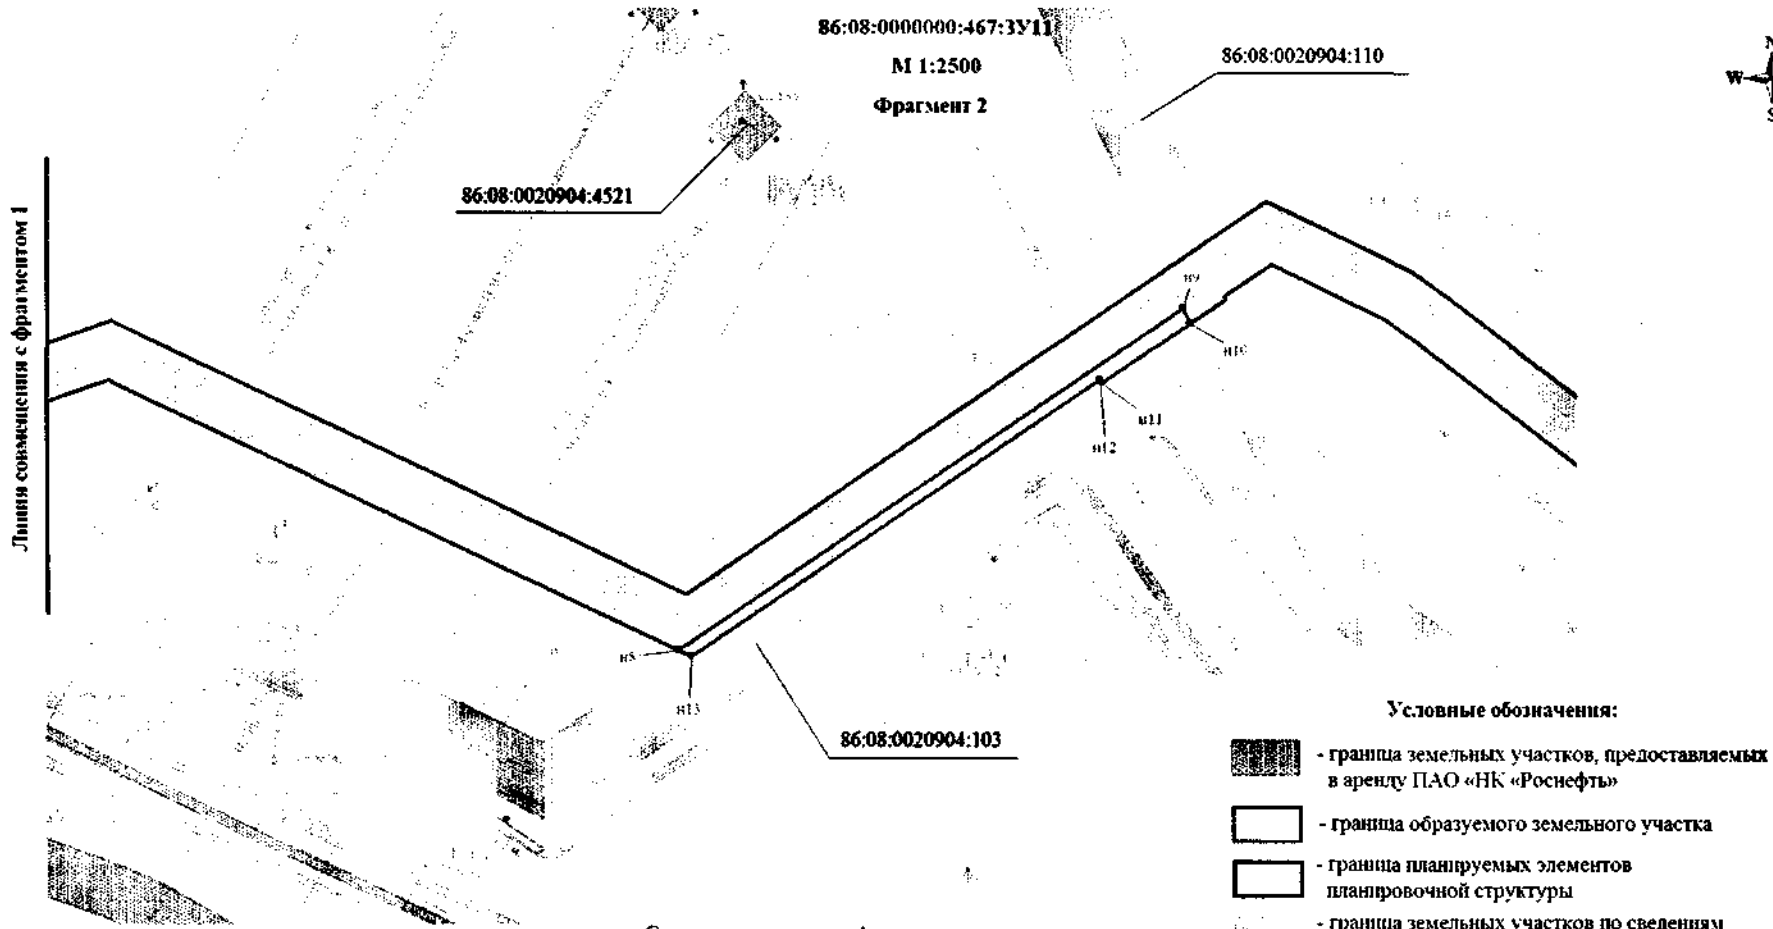 86:08:0000000:467:ЗУ11
М 1:2500
Фрагмент 2
86:08:0020904:110
N
W
S
86:08:0020904:4521
Линия совмещения с фрагментом 1
н9
н10
н11
н12
н8
н13
86:08:0020904:103
Условные обозначения:
- граница земельных участков, предоставляемых
в аренду ПАО «НК «Роснефть»
- граница образуемого земельного участка
- граница планируемых элементов
планировочной структуры
- граница земельных участков по сведениям